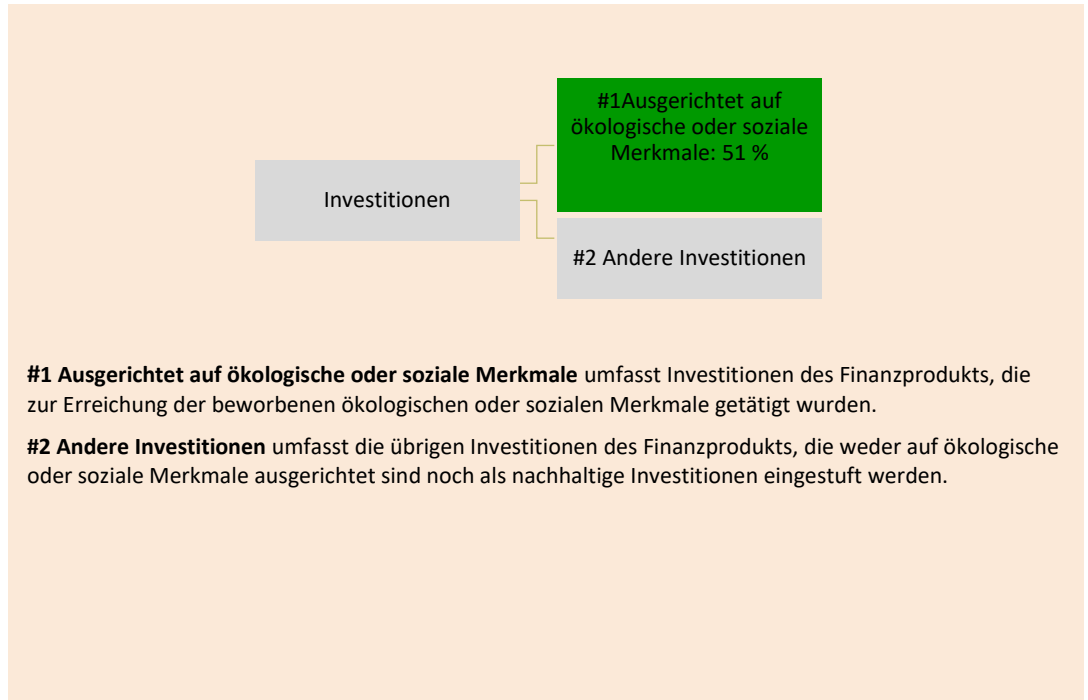 #1Ausgerichtet auf
ökologische oder soziale
Merkmale: 51 %
Investitionen
#2 Andere Investitionen
#1 Ausgerichtet auf ökologische oder soziale Merkmale umfasst Investitionen des Finanzprodukts, die
zur Erreichung der beworbenen ökologischen oder sozialen Merkmale getätigt wurden.
#2 Andere Investitionen umfasst die übrigen Investitionen des Finanzprodukts, die weder auf ökologische
oder soziale Merkmale ausgerichtet sind noch als nachhaltige Investitionen eingestuft werden.